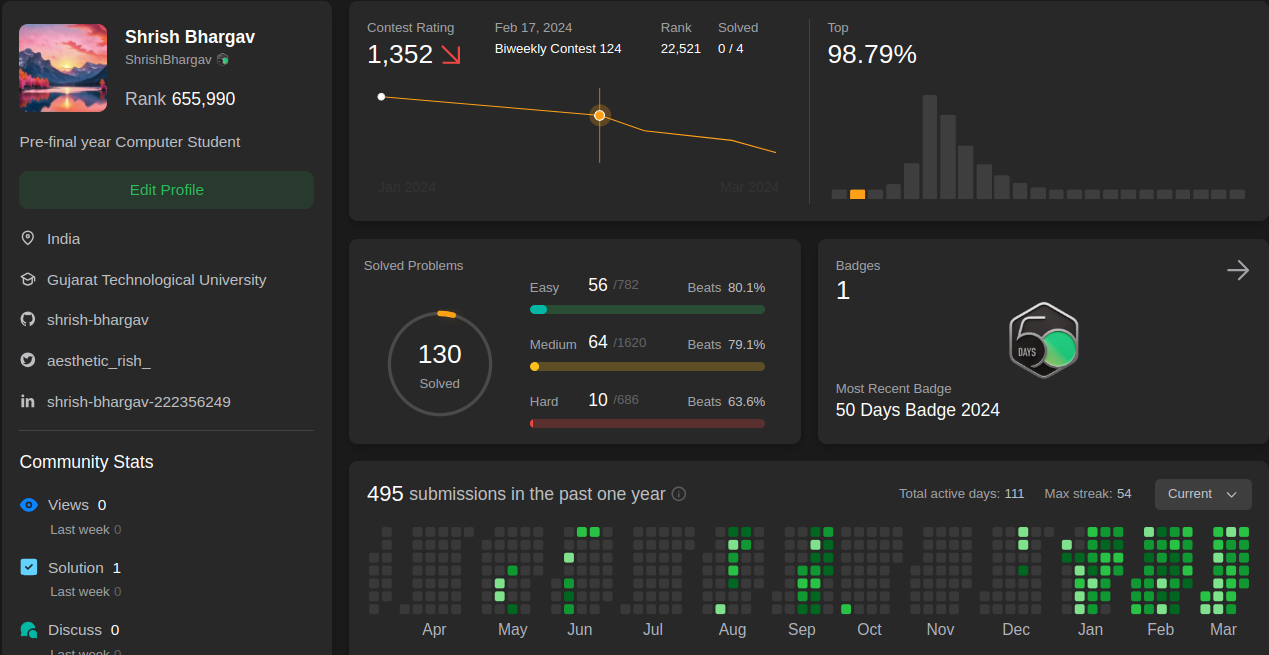 Shrish Bhargav
ShrishBhargav
Rank 655,990
Pre-final year Computer Student
Edit Profile
India
Gujarat Technological University
shrish-bhargav
aesthetic_rish_
shrish-bhargav-222356249
Community Stats
Views 0
Last week 0
Solution 1
Last week 0
Discuss 0
Last week 0
Contest Rating
1,352
Feb 17, 2024
Biweekly Contest 124
Rank
22,521
Solved
0 / 4
Jan 2024
Mar 2024
Top
98.79%
Solved Problems
130
Solved
Easy 56 /782 Beats 80.1%
Medium 64 /1620 Beats 79.1%
Hard 10 /686 Beats 63.6%
Badges
1
50
DAYS
Most Recent Badge
50 Days Badge 2024
495 submissions in the past one year
Total active days: 111
Max streak: 54
Current
Apr May Jun Jul Aug Sep Oct Nov Dec Jan Feb Mar